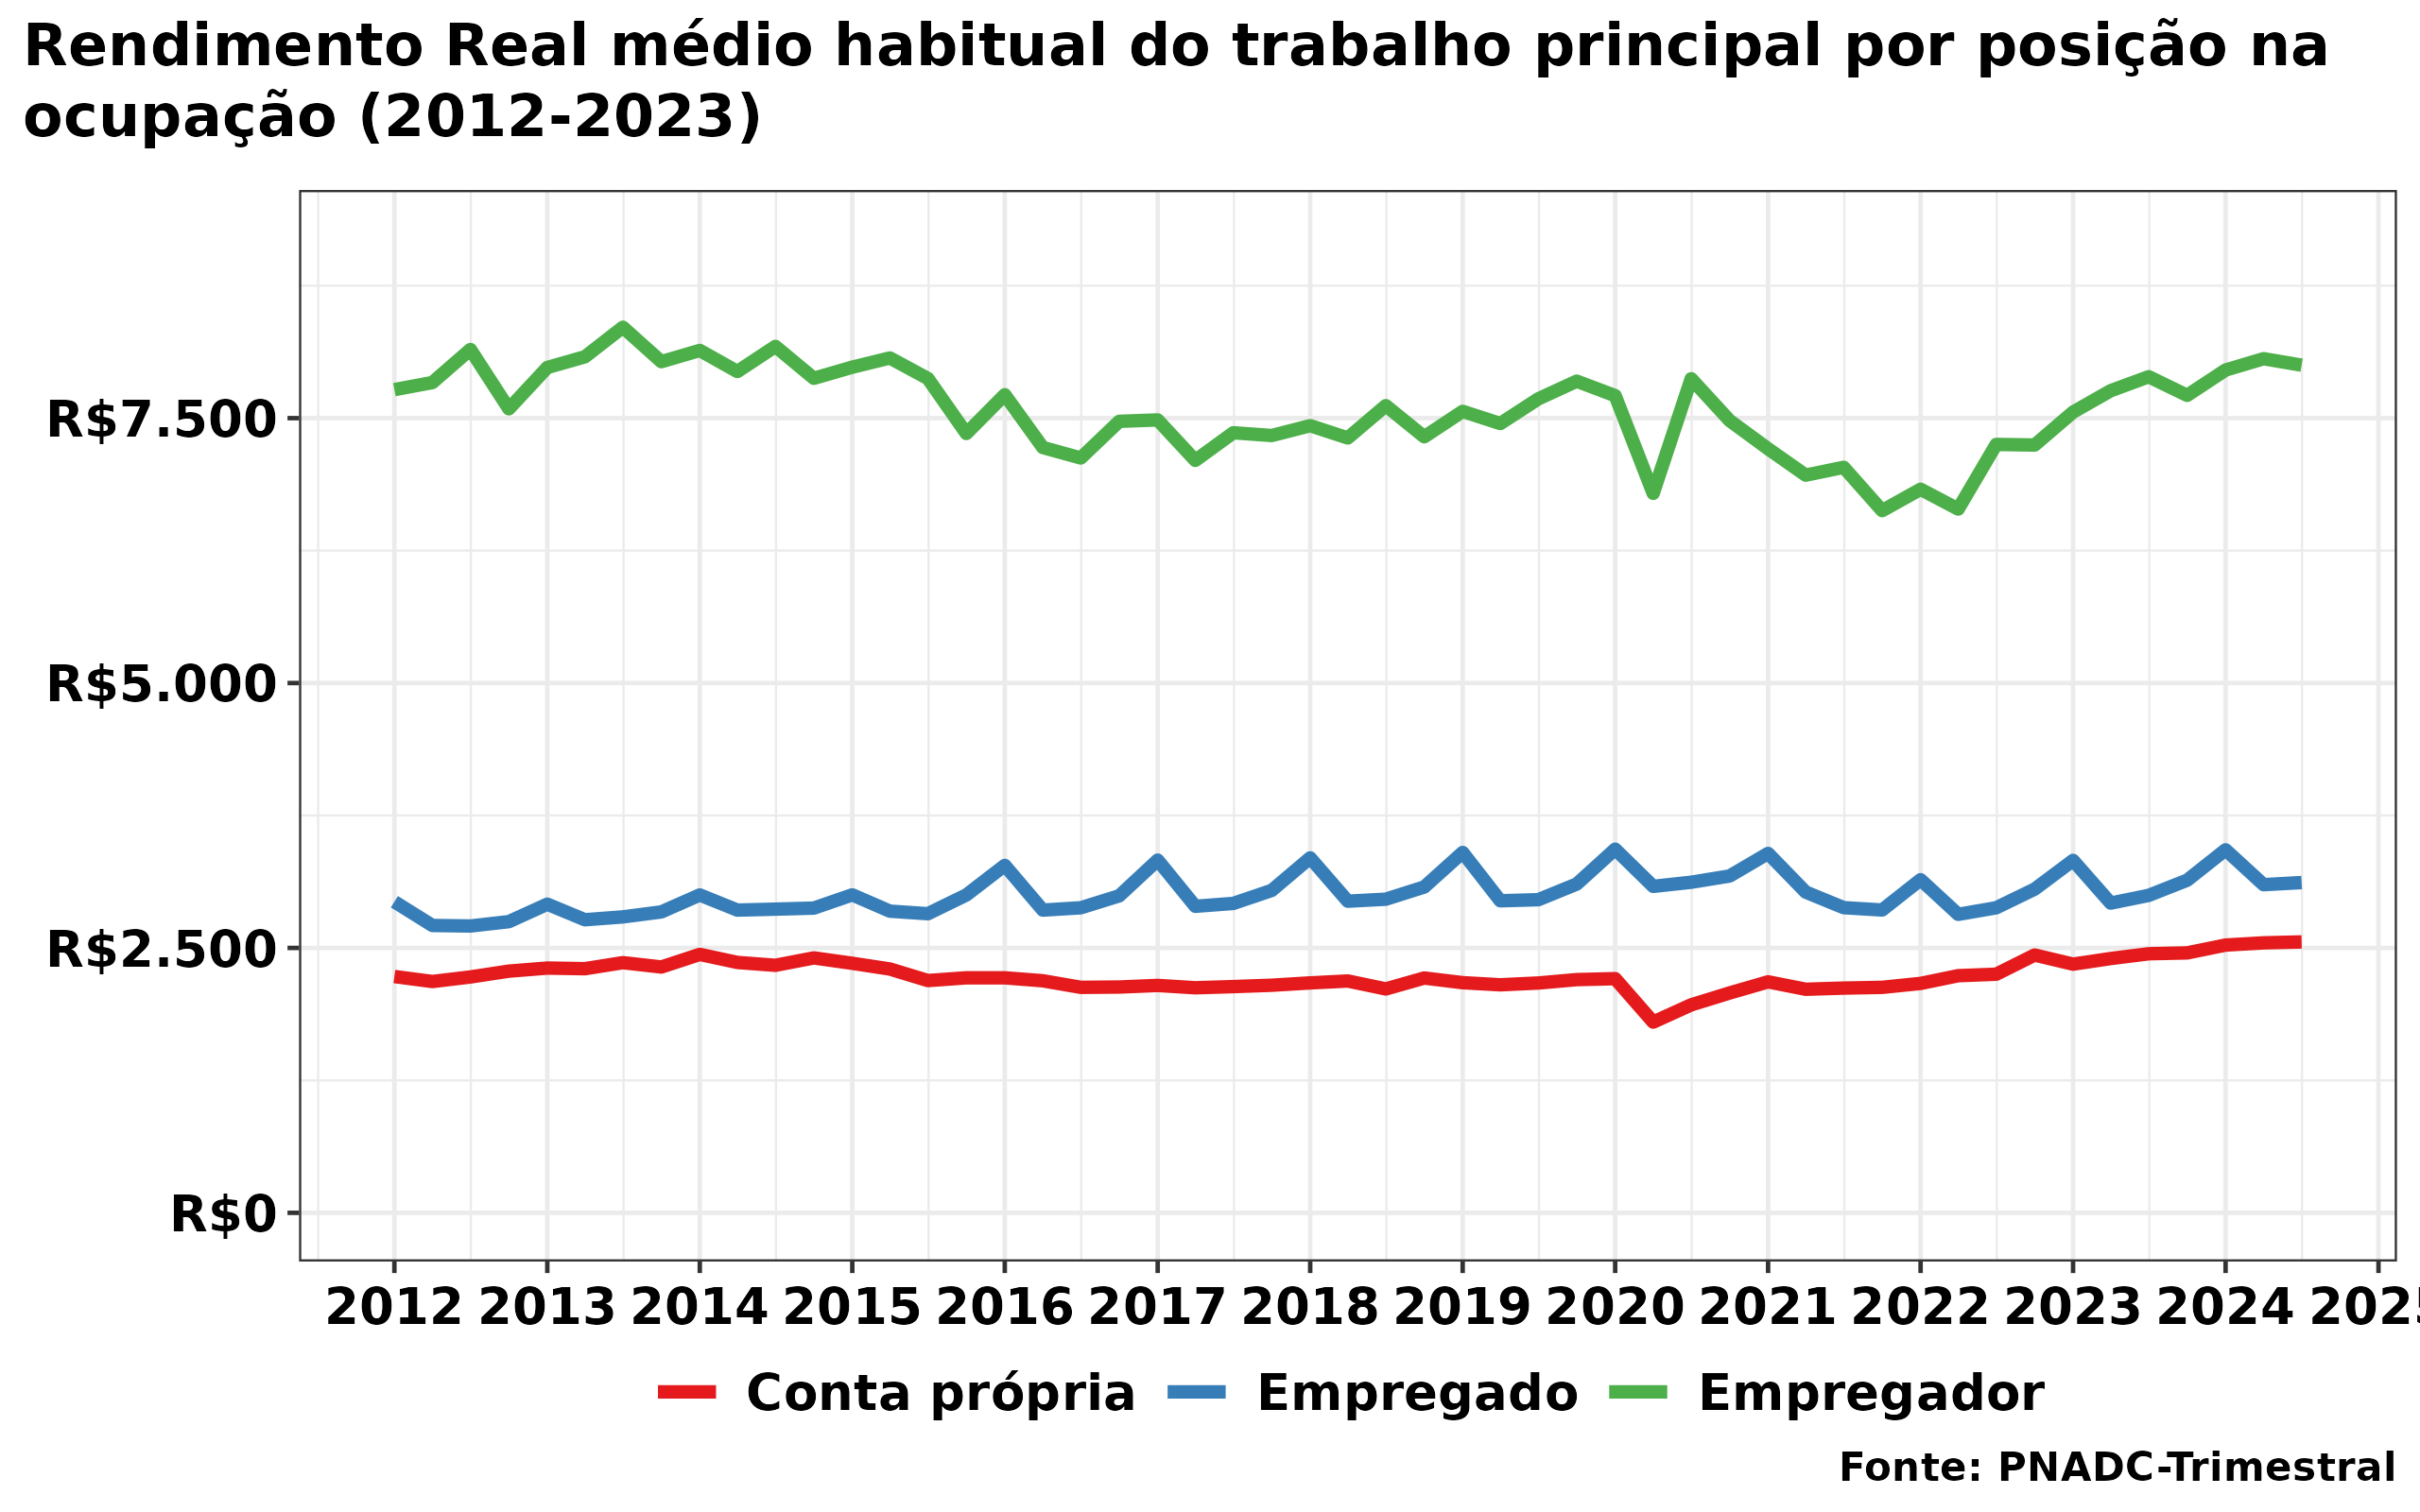 Rendimento Real médio habitual do trabalho principal por posição na
ocupação (2012-2023)
R$7.500
R$5.000
R$2.500
R$0
2012 2013 2014 2015 2016 2017 2018 2019 2020 2021 2022 2023 2024 2025
Conta própria Empregado Empregador
Fonte: PNADC-Trimestral